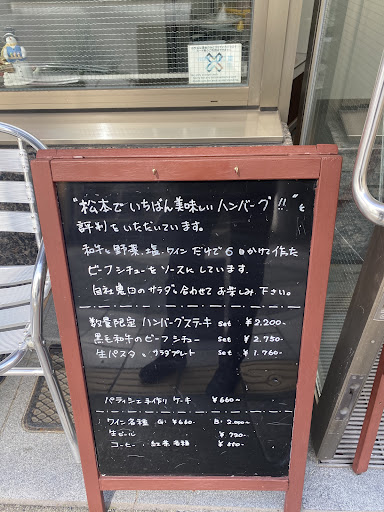 "松本でいちばん美味しいハンバーグ!!"と
評判をいただいています。
和牛と野菜、塩、ワインだけで6日かけて作った
ビーフシチューをソースにしています。
自社農園のサラダと合わせてお楽しみ下さい。
数量限定 ハンバーグステキ set ¥2.200-
黒毛和牛のビーフシチュー set ¥2.750-
生パスタ、サラダプレート set ¥1.760-
パティシェ手作り ケーキ ¥660~
ワイン各種 G:¥660- B:2.000~
生ビール ¥720-
コーヒー・紅茶各種 ¥550-